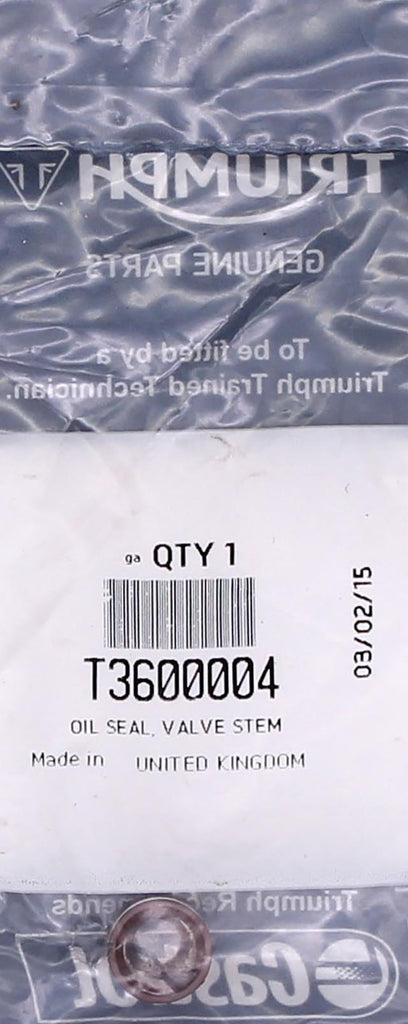 TRIUMPH
GENUINE PARTS
To be fitted by a
Triumph Trained Technician.
ga QTY 1
03/02/15
T3600004
OIL SEAL, VALVE STEM
Made in UNITED KINGDOM
Triumph Recommends
Castrol